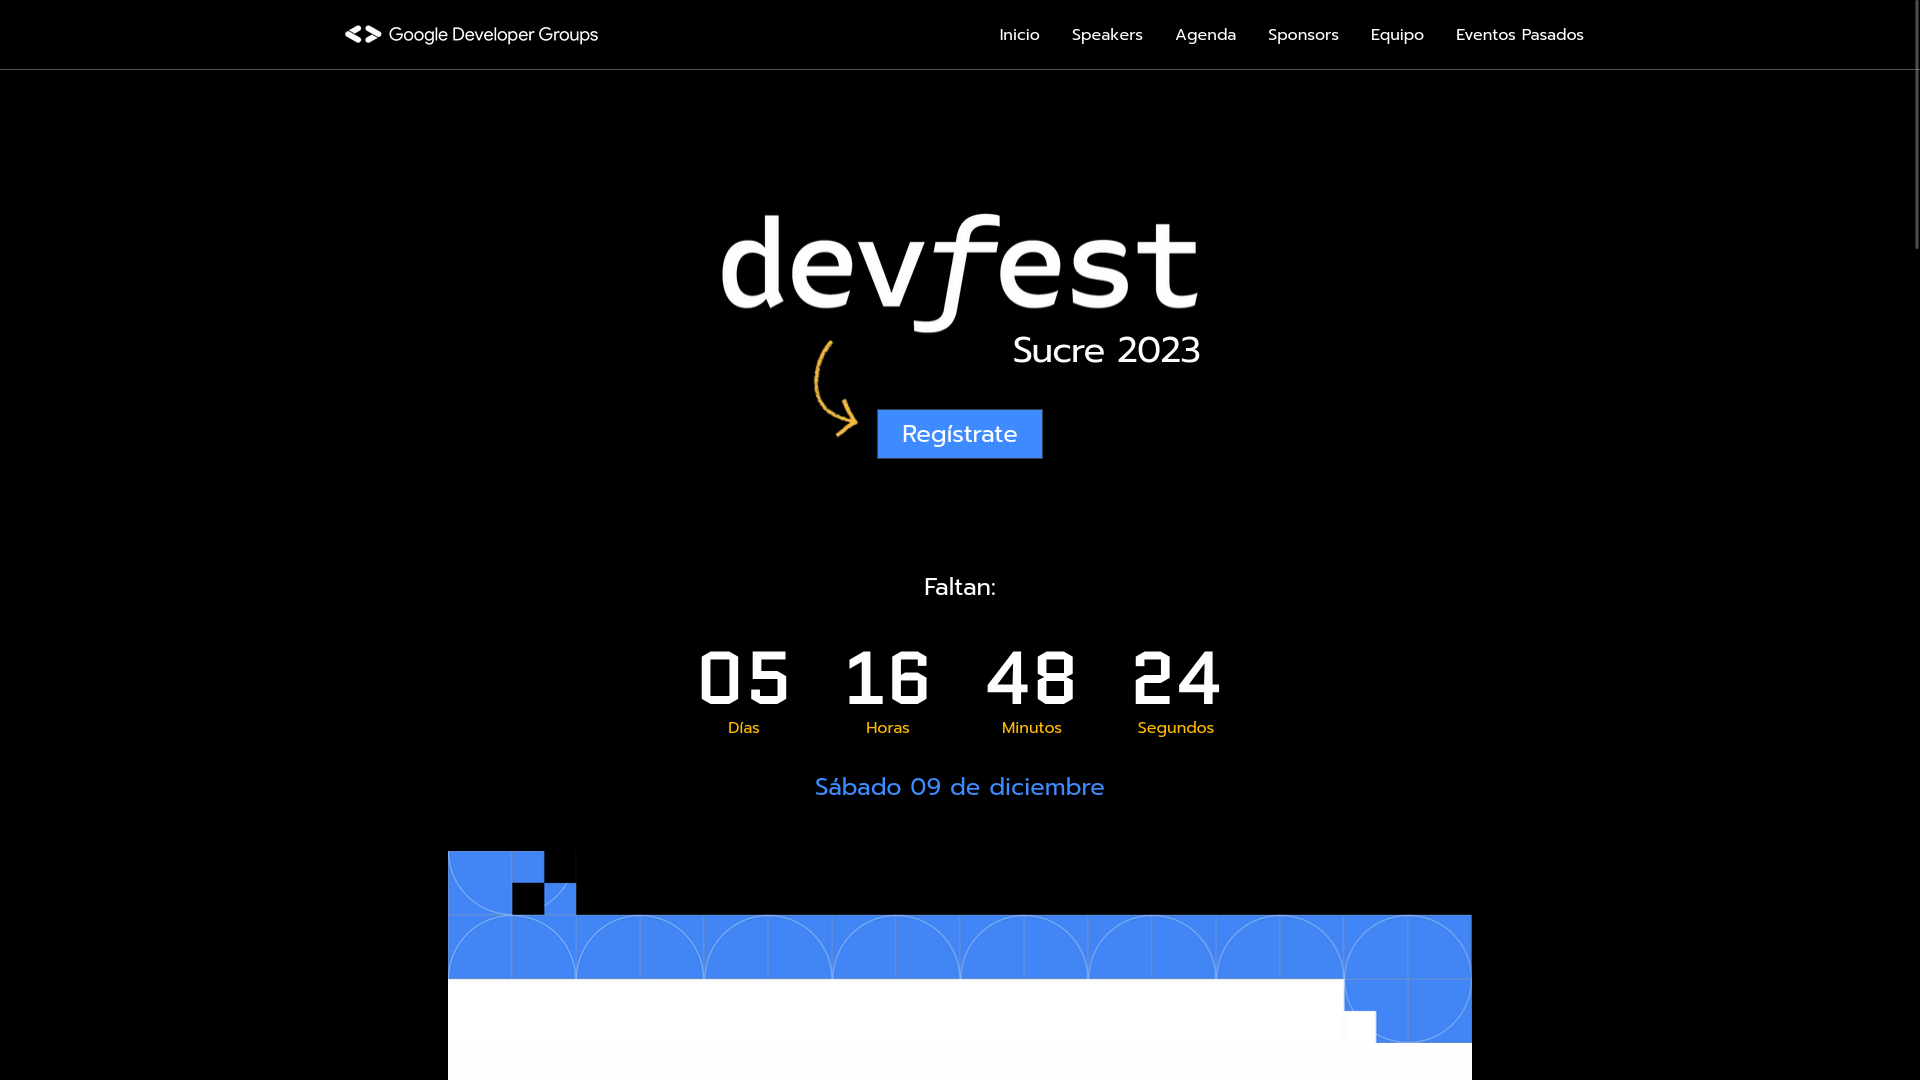 Google Developer Groups
Inicio Speakers Agenda Sponsors Equipo Eventos Pasados
devfest
Sucre 2023
Regístrate
Faltan:
05 16 48 24
Días Horas Minutos Segundos
Sábado 09 de diciembre